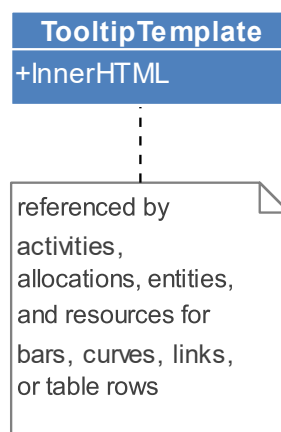 TooltipTemplate
+InnerHTML
referenced by
activities,
allocations, entities,
and resources for
bars, curves, links,
or table rows